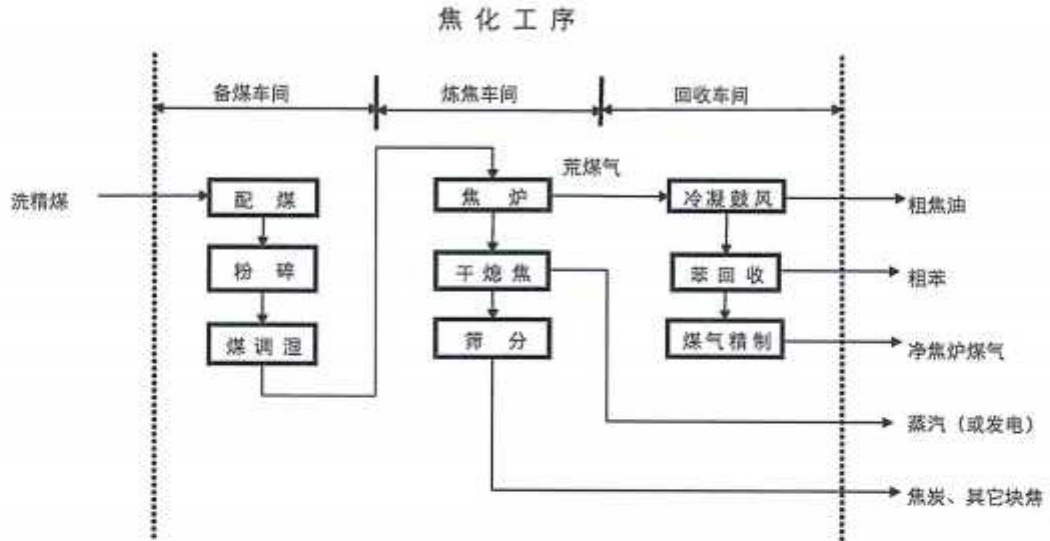 焦化工序
备煤车间
炼焦车间
回收车间
荒煤气
洗精煤
配煤
焦炉
冷凝鼓风
粗焦油
粉碎
干熄焦
苯回收
粗苯
煤调湿
筛分
煤气精制
净焦炉煤气
蒸汽（或发电）
焦炭、其它块焦